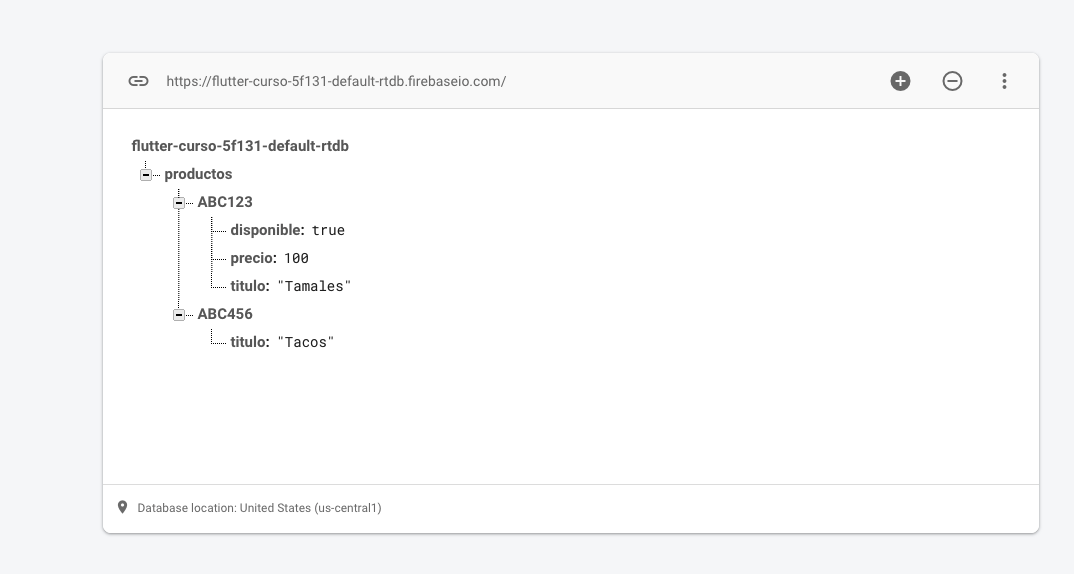 https://flutter-curso-5f131-default-rtdb.firebaseio.com/
flutter-curso-5f131-default-rtdb
productos
ABC123
disponible: true
precio: 100
titulo: "Tamales"
ABC456
titulo: "Tacos"
Database location: United States (us-central1)